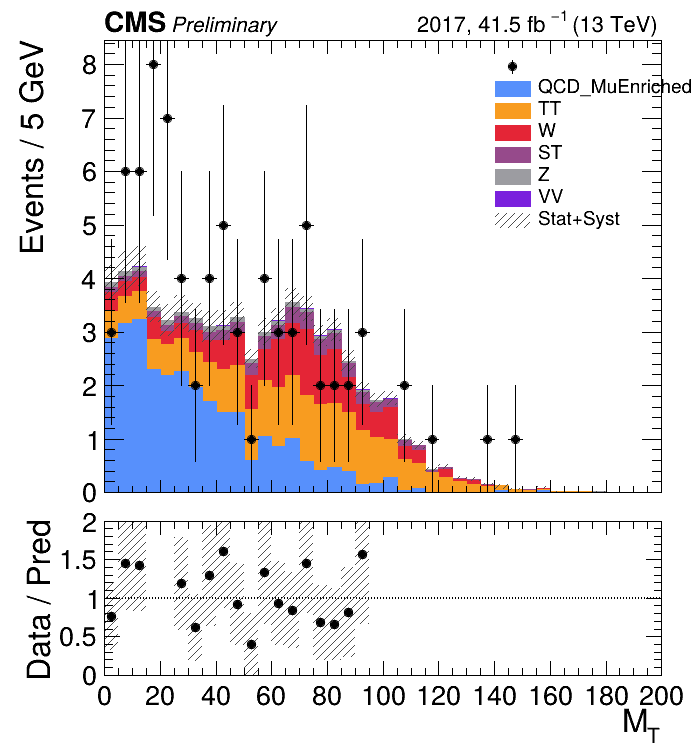 CMS Preliminary 2017, 41.5 fb⁻¹ (13 TeV)
Events / 5 GeV
8
7
6
5
4
3
2
1
0
QCD_MuEnriched
TT
W
ST
Z
VV
Stat+Syst
Data / Pred
2
1.5
1
0.5
0
0 20 40 60 80 100 120 140 160 180 200
M_T